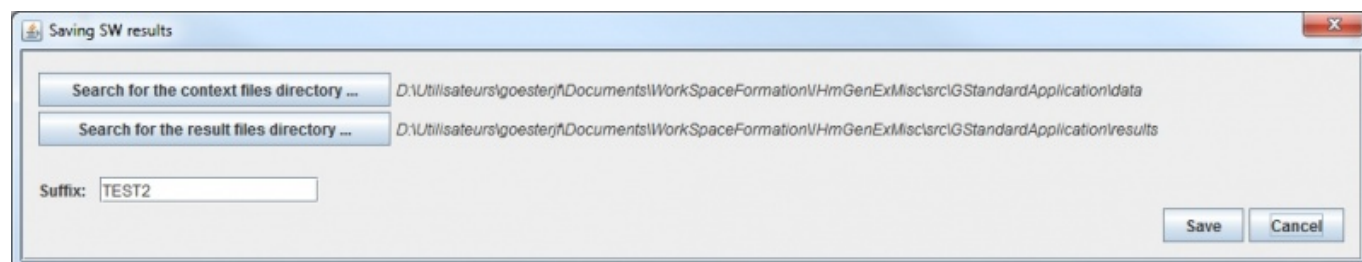 Saving SW results
Search for the context files directory ... D:\Utilisateurs\goesterjf\Documents\WorkSpaceFormation\IHmGenExMisc\src\GStandardApplication\data
Search for the result files directory ... D:\Utilisateurs\goesterjf\Documents\WorkSpaceFormation\IHmGenExMisc\src\GStandardApplication\results
Suffix: TEST2
Save Cancel